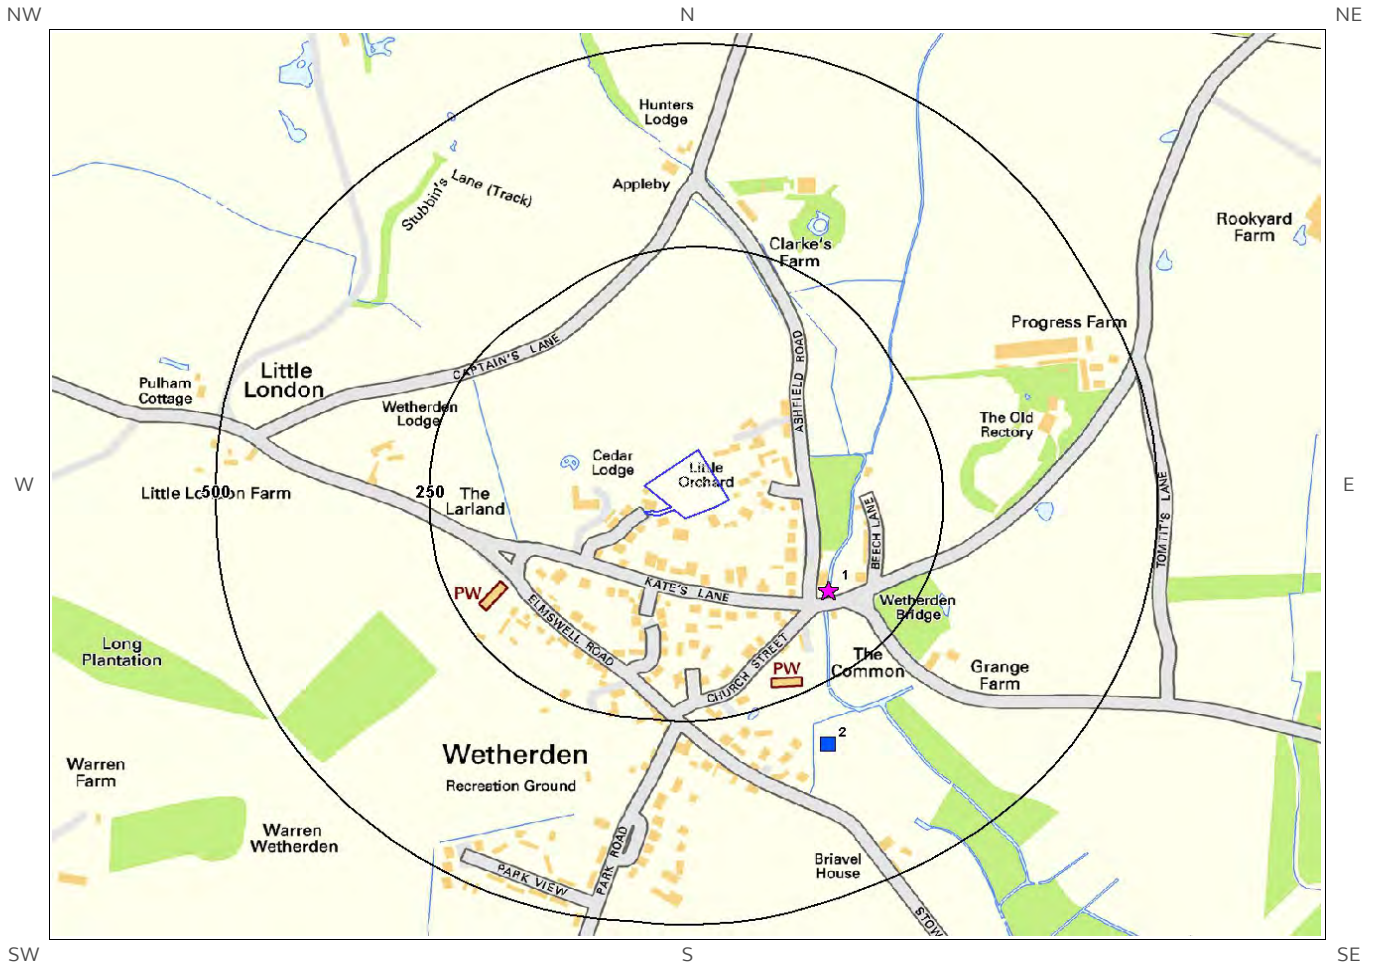 NW
N
NE
Hunters
Lodge
Appleby
Stubbin's
Lane (Track)
Clarke's
Farm
Rookyard
Farm
Progress Farm
CAPTAIN'S LANE
ASHFIELD ROAD
Little
London
Pulham
Cottage
Wetherden
Lodge
The Old
Rectory
Cedar
Lodge
Little
Orchard
W
E
Little London Farm
500
250
The
Larland
TOMTIT'S LANE
BEECH LANE
1
PW
KATE'S LANE
Wetherden
Bridge
ELMSWELL ROAD
Long
Plantation
CHURCH STREET
PW
The
Common
Grange
Farm
2
Wetherden
Recreation Ground
Warren
Farm
Warren
Wetherden
Briavel
House
PARK VIEW
PARK ROAD
STOW
SW
S
SE